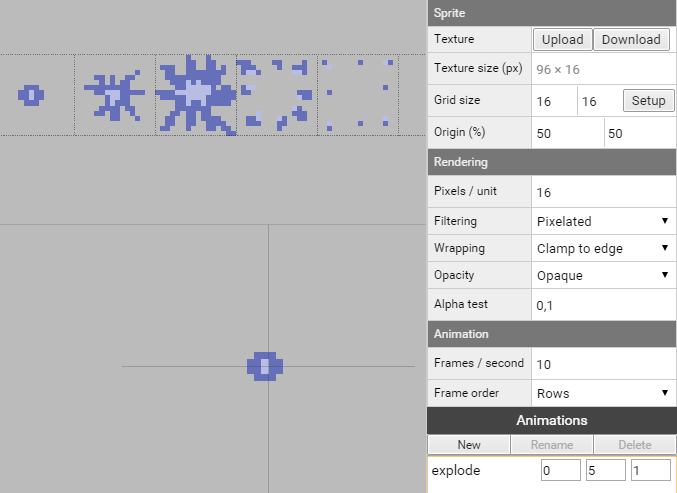 Sprite
Texture Upload Download
Texture size (px) 96 × 16
Grid size 16 16 Setup
Origin (%) 50 50
Rendering
Pixels / unit 16
Filtering Pixelated
Wrapping Clamp to edge
Opacity Opaque
Alpha test 0,1
Animation
Frames / second 10
Frame order Rows
Animations
New Rename Delete
explode 0 5 1